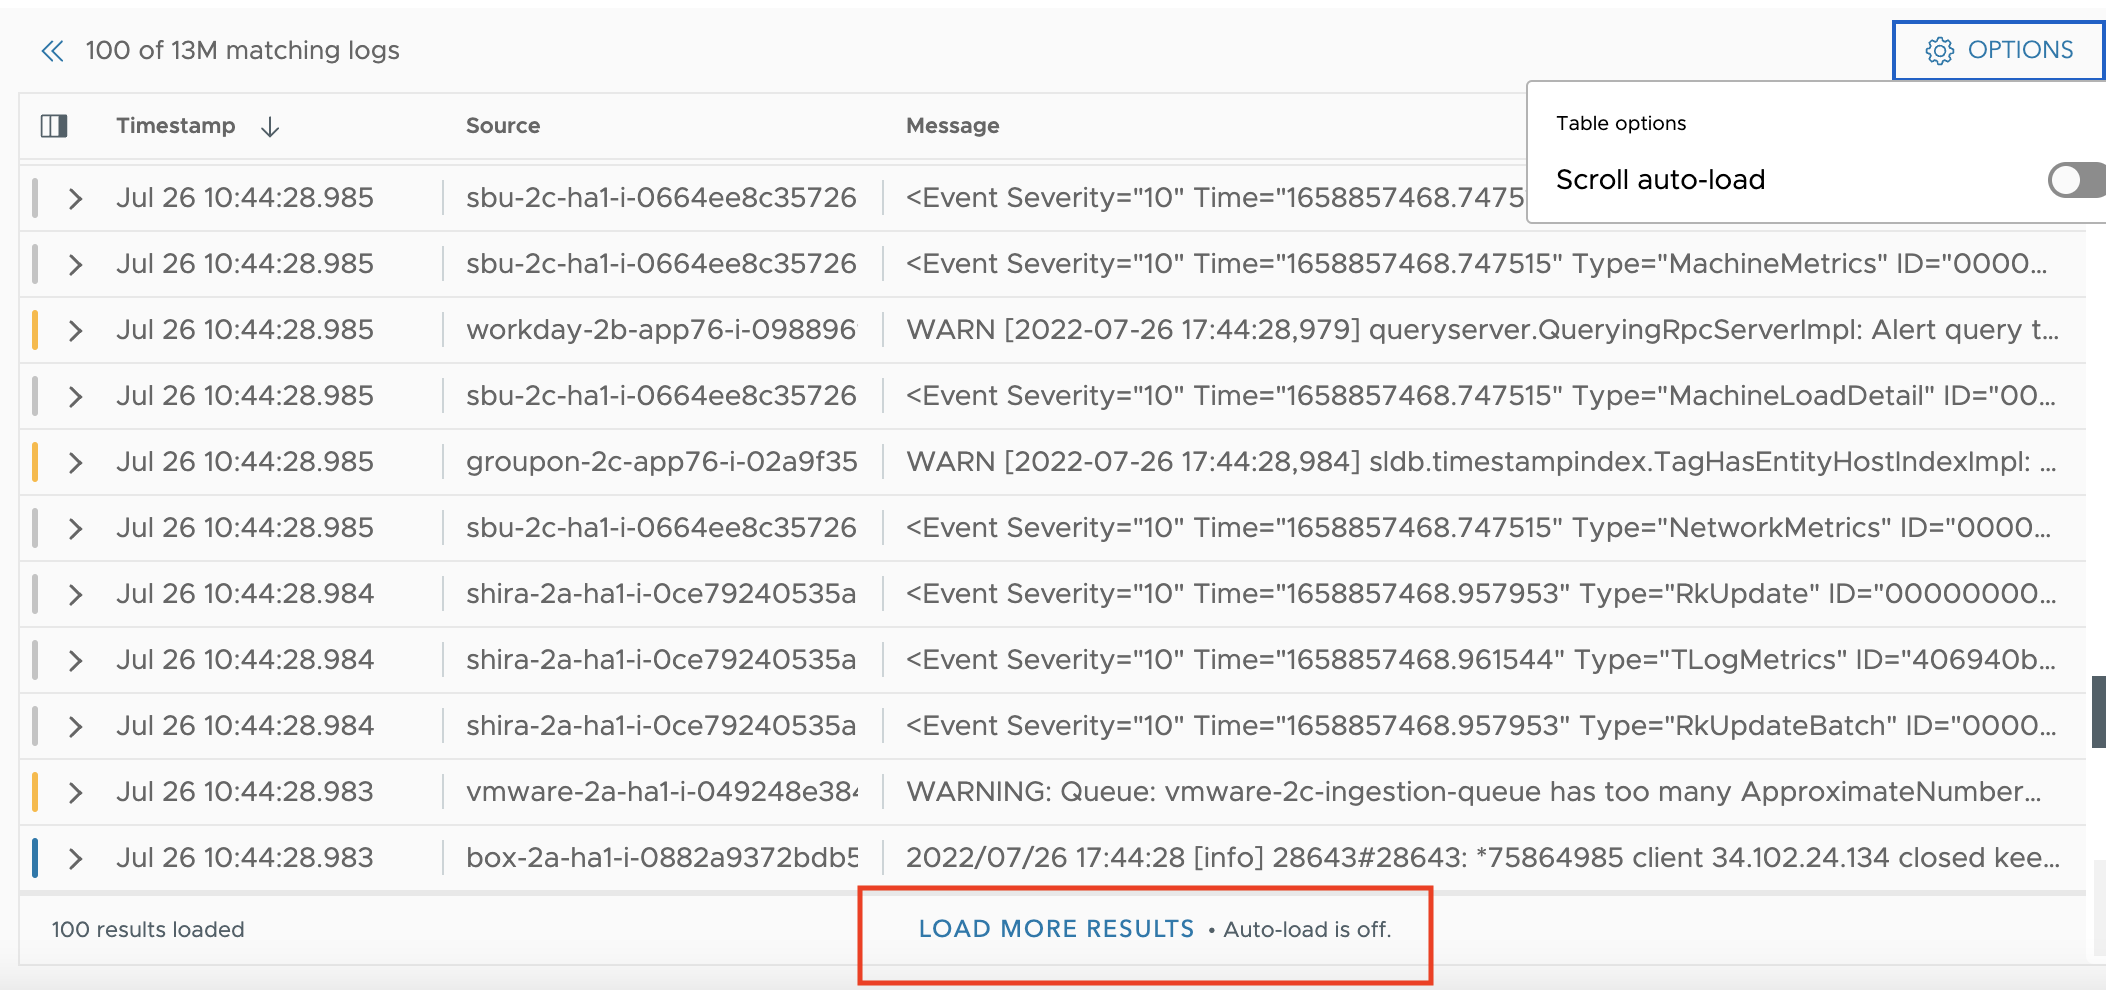 100 of 13M matching logs
OPTIONS
Table options
Scroll auto-load
Timestamp Source Message
Jul 26 10:44:28.985 sbu-2c-ha1-i-0664ee8c35726 <Event Severity="10" Time="1658857468.7475
Jul 26 10:44:28.985 sbu-2c-ha1-i-0664ee8c35726 <Event Severity="10" Time="1658857468.747515" Type="MachineMetrics" ID="0000...
Jul 26 10:44:28.985 workday-2b-app76-i-098896 WARN [2022-07-26 17:44:28,979] queryserver.QueryingRpcServerImpl: Alert query t...
Jul 26 10:44:28.985 sbu-2c-ha1-i-0664ee8c35726 <Event Severity="10" Time="1658857468.747515" Type="MachineLoadDetail" ID="00...
Jul 26 10:44:28.985 groupon-2c-app76-i-02a9f35 WARN [2022-07-26 17:44:28,984] sldb.timestampindex.TagHasEntityHostIndexImpl: ...
Jul 26 10:44:28.985 sbu-2c-ha1-i-0664ee8c35726 <Event Severity="10" Time="1658857468.747515" Type="NetworkMetrics" ID="0000...
Jul 26 10:44:28.984 shira-2a-ha1-i-0ce79240535a <Event Severity="10" Time="1658857468.957953" Type="RkUpdate" ID="00000000...
Jul 26 10:44:28.984 shira-2a-ha1-i-0ce79240535a <Event Severity="10" Time="1658857468.961544" Type="TLogMetrics" ID="406940b...
Jul 26 10:44:28.984 shira-2a-ha1-i-0ce79240535a <Event Severity="10" Time="1658857468.957953" Type="RkUpdateBatch" ID="0000...
Jul 26 10:44:28.983 vmware-2a-ha1-i-049248e384 WARNING: Queue: vmware-2c-ingestion-queue has too many ApproximateNumber...
Jul 26 10:44:28.983 box-2a-ha1-i-0882a9372bdb5 2022/07/26 17:44:28 [info] 28643#28643: *75864985 client 34.102.24.134 closed kee...
100 results loaded
LOAD MORE RESULTS • Auto-load is off.